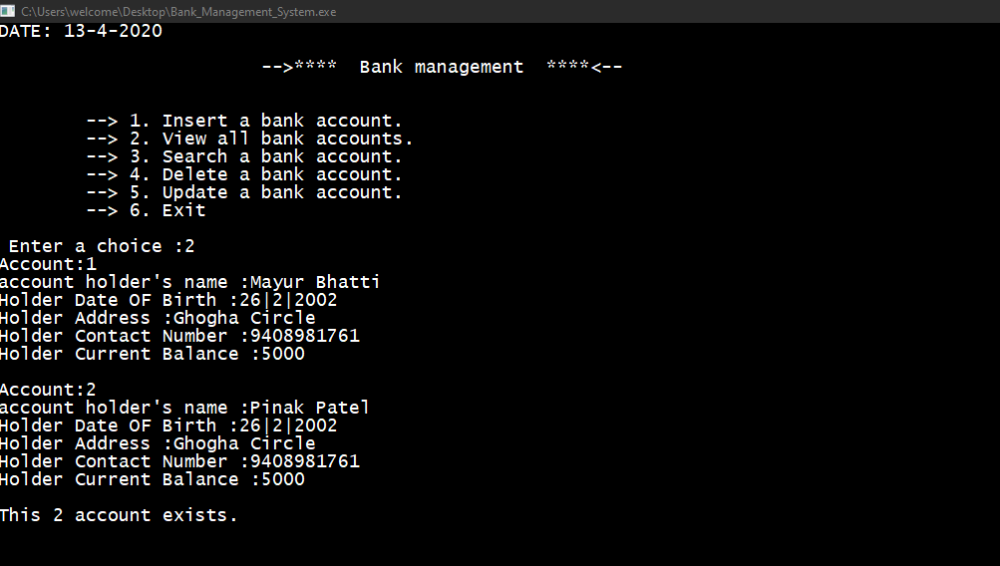 C:\Users\welcome\Desktop\Bank_Management_System.exe
DATE: 13-4-2020
-->**** Bank management ****<--
--> 1. Insert a bank account.
--> 2. View all bank accounts.
--> 3. Search a bank account.
--> 4. Delete a bank account.
--> 5. Update a bank account.
--> 6. Exit
Enter a choice :2
Account:1
account holder's name :Mayur Bhatti
Holder Date OF Birth :26|2|2002
Holder Address :Ghogha Circle
Holder Contact Number :9408981761
Holder Current Balance :5000
Account:2
account holder's name :Pinak Patel
Holder Date OF Birth :26|2|2002
Holder Address :Ghogha Circle
Holder Contact Number :9408981761
Holder Current Balance :5000
This 2 account exists.